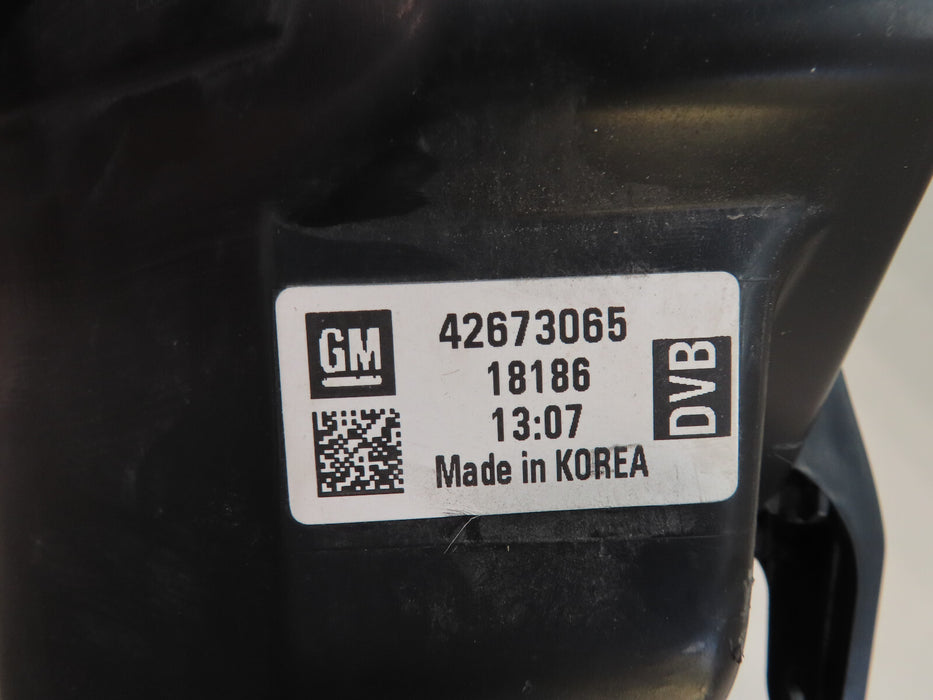 GM
42673065
18186
13:07
Made in KOREA
DVB